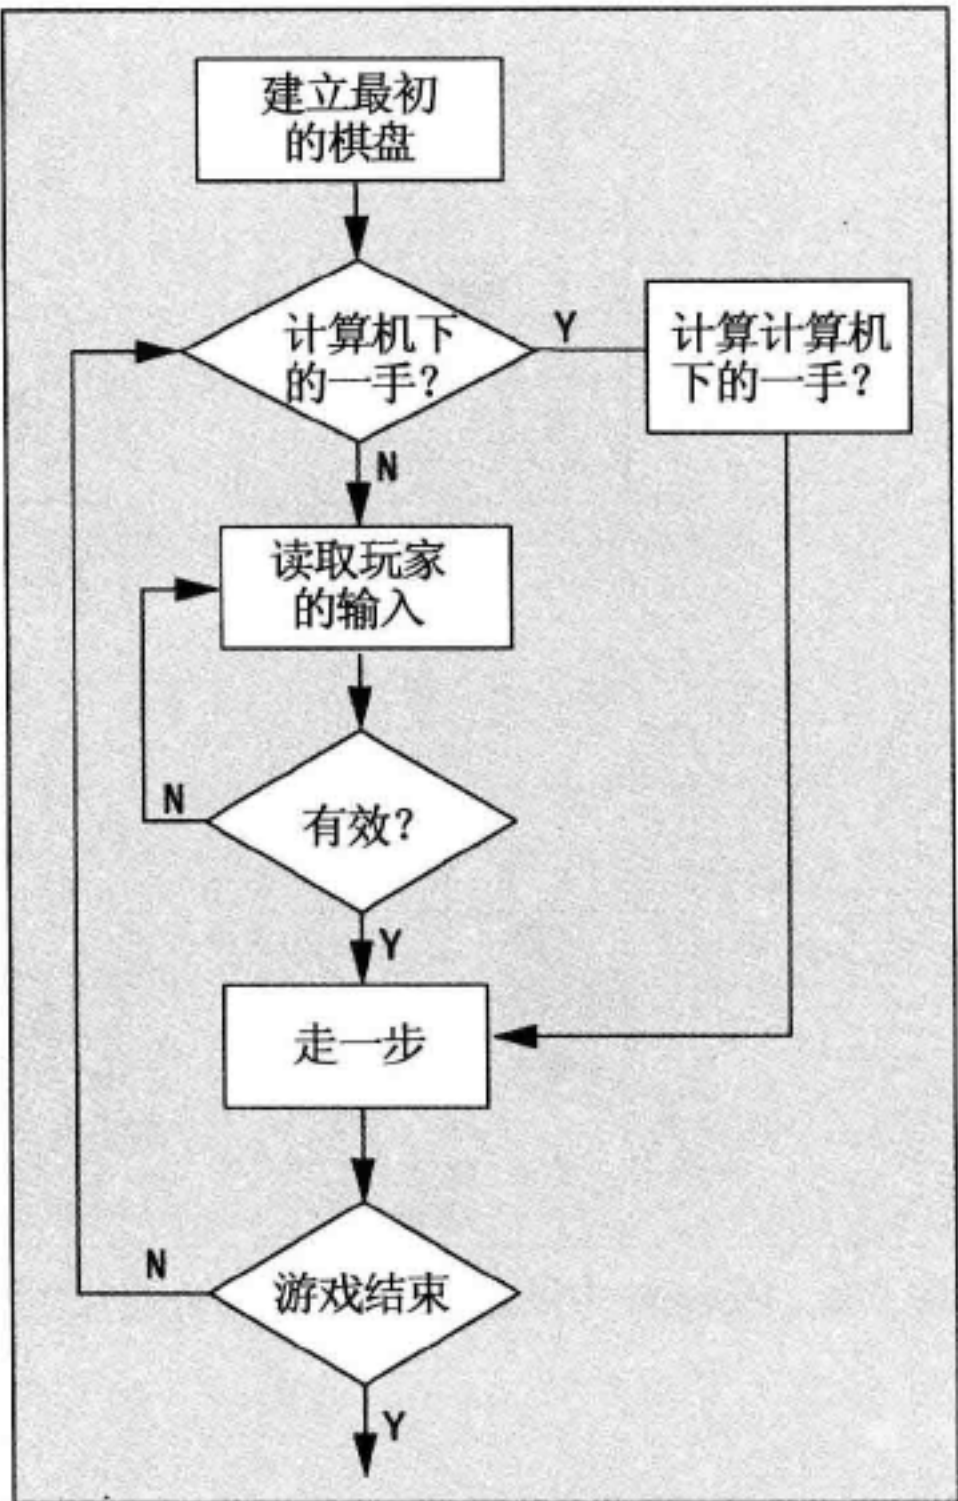 建立最初
的棋盘
计算机下
的一手？
Y
计算计算机
下的一手？
N
读取玩家
的输入
N
有效？
Y
走一步
N
游戏结束
Y